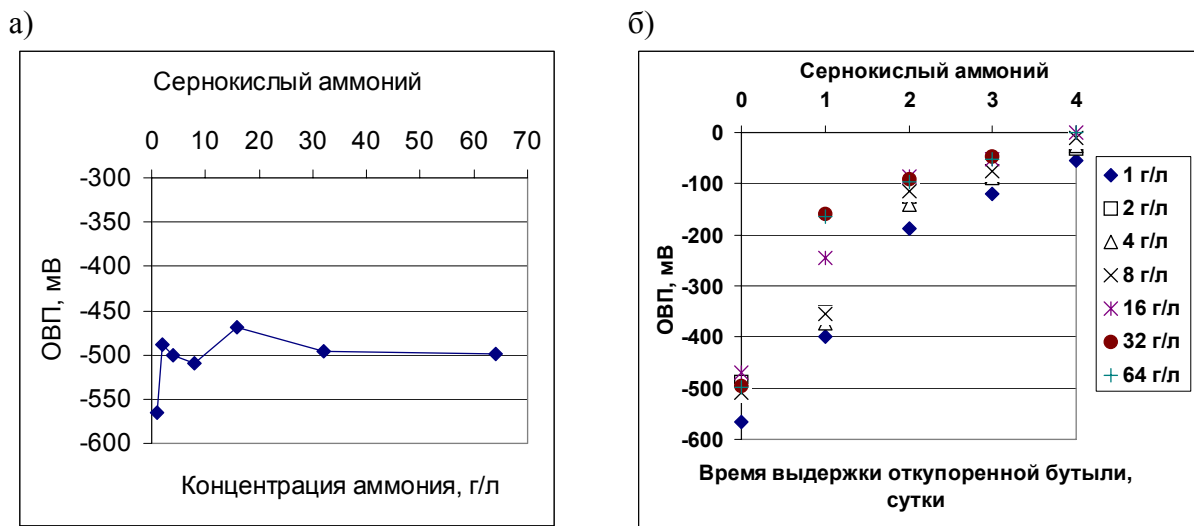 а)
Сернокислый аммоний
0 10 20 30 40 50 60 70
-300
-350
-400
-450
-500
-550
-600
ОВП, мВ
Концентрация аммония, г/л
б)
Сернокислый аммоний
0 1 2 3 4
0
-100
-200
-300
-400
-500
-600
ОВП, мВ
Время выдержки откупоренной бутыли,
сутки
1 г/л
2 г/л
4 г/л
8 г/л
16 г/л
32 г/л
64 г/л